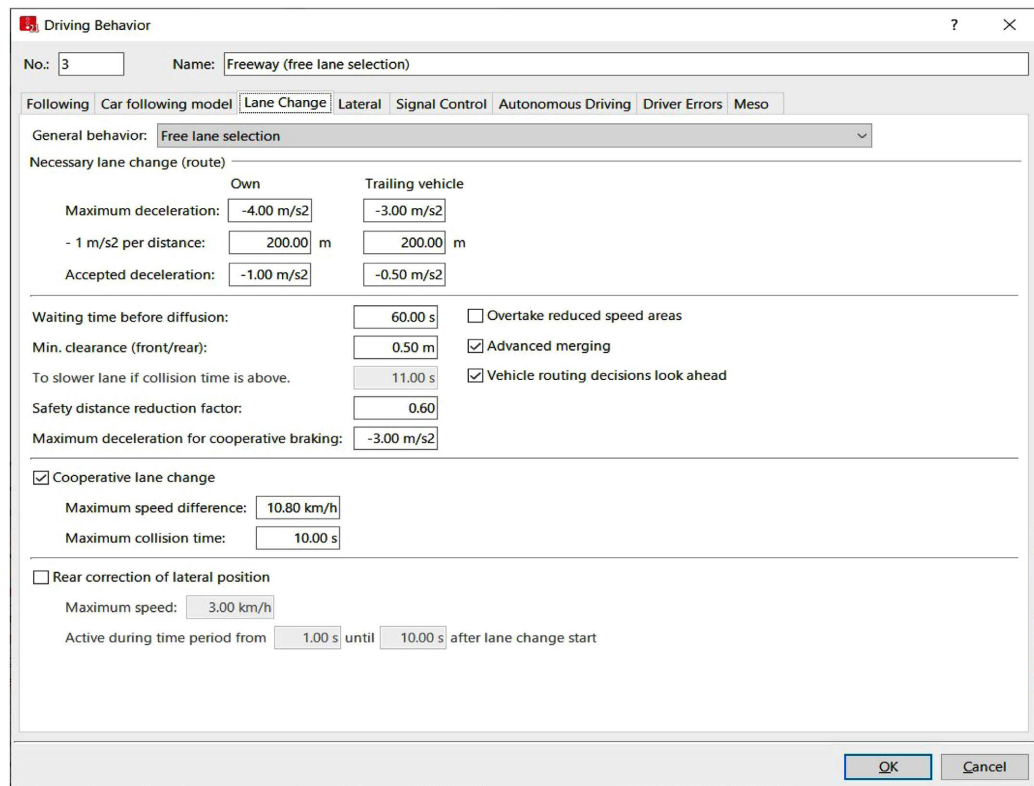 Driving Behavior ?
No.: 3 Name: Freeway (free lane selection)
Following Car following model Lane Change Lateral Signal Control Autonomous Driving Driver Errors Meso
General behavior: Free lane selection
Necessary lane change (route)
Own Trailing vehicle
Maximum deceleration: -4.00 m/s2 -3.00 m/s2
- 1 m/s2 per distance: 200.00 m 200.00 m
Accepted deceleration: -1.00 m/s2 -0.50 m/s2
Waiting time before diffusion: 60.00 s Overtake reduced speed areas
Min. clearance (front/rear): 0.50 m Advanced merging
To slower lane if collision time is above. 11.00 s Vehicle routing decisions look ahead
Safety distance reduction factor: 0.60
Maximum deceleration for cooperative braking: -3.00 m/s2
Cooperative lane change
Maximum speed difference: 10.80 km/h
Maximum collision time: 10.00 s
Rear correction of lateral position
Maximum speed: 3.00 km/h
Active during time period from 1.00 s until 10.00 s after lane change start
OK Cancel